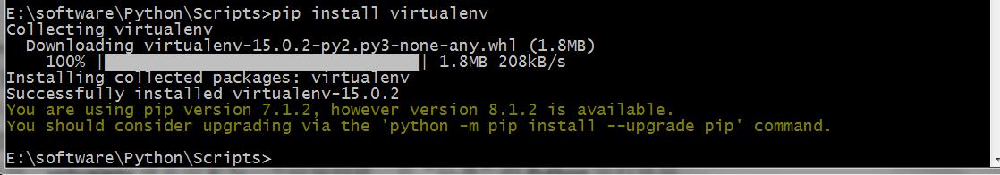 E:\software\Python\Scripts>pip install virtualenv
Collecting virtualenv
Downloading virtualenv-15.0.2-py2.py3-none-any.whl (1.8MB)
100% |████████████████████████████████| 1.8MB 208kB/s
Installing collected packages: virtualenv
Successfully installed virtualenv-15.0.2
You are using pip version 7.1.2, however version 8.1.2 is available.
You should consider upgrading via the 'python -m pip install --upgrade pip' command.
E:\software\Python\Scripts>